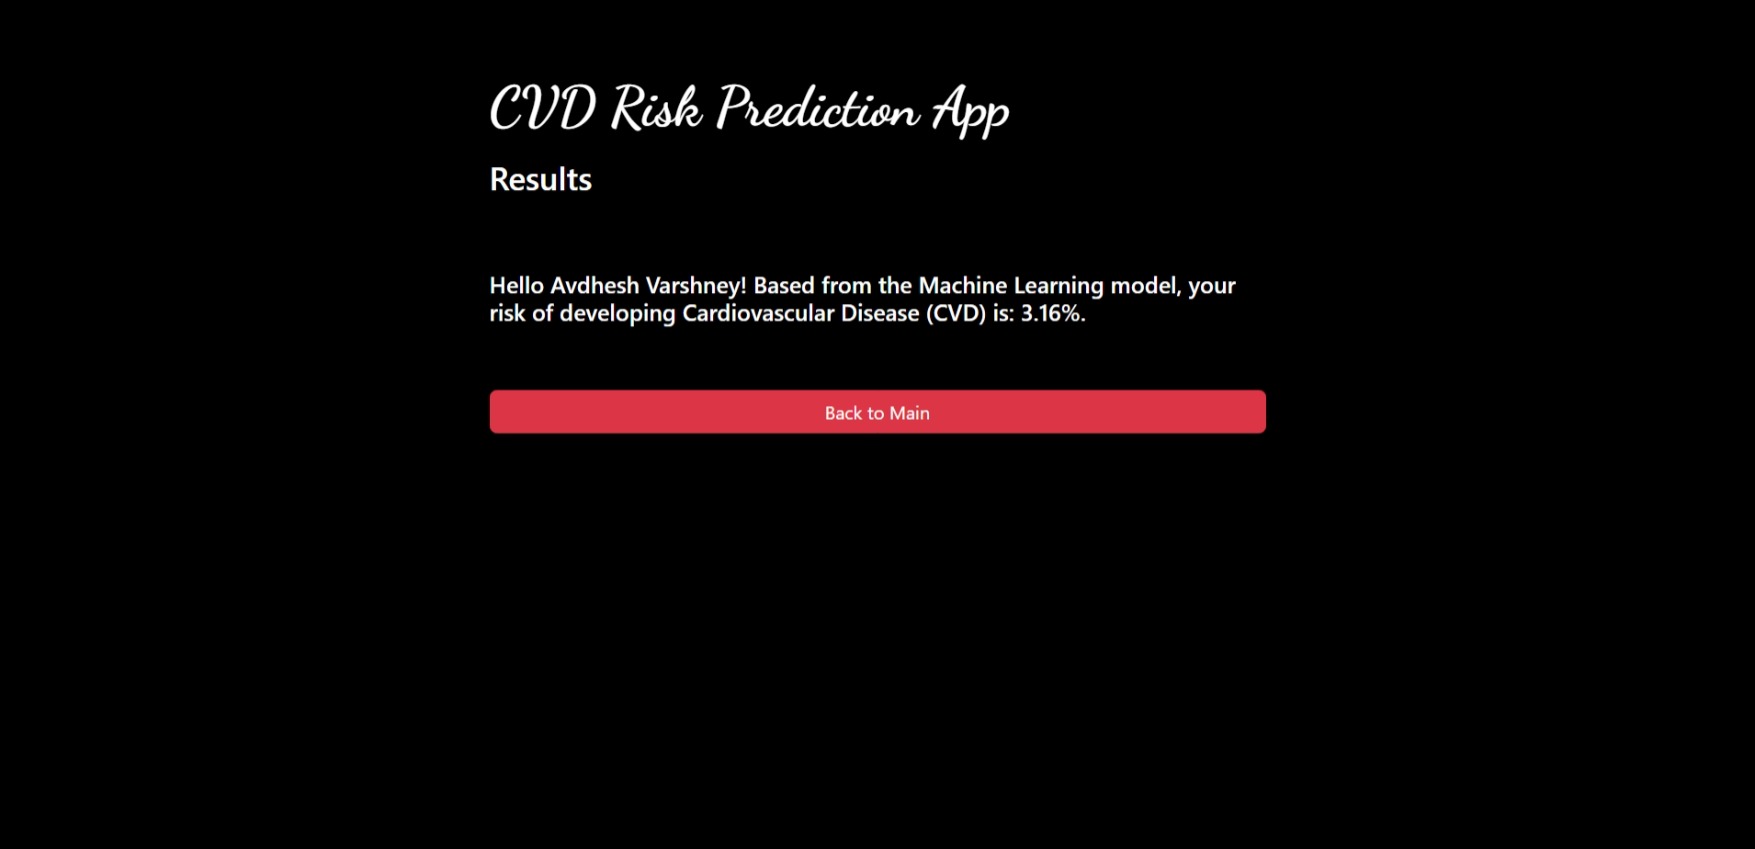 CVD Risk Prediction App
Results
Hello Avdhesh Varshney! Based from the Machine Learning model, your
risk of developing Cardiovascular Disease (CVD) is: 3.16%.
Back to Main